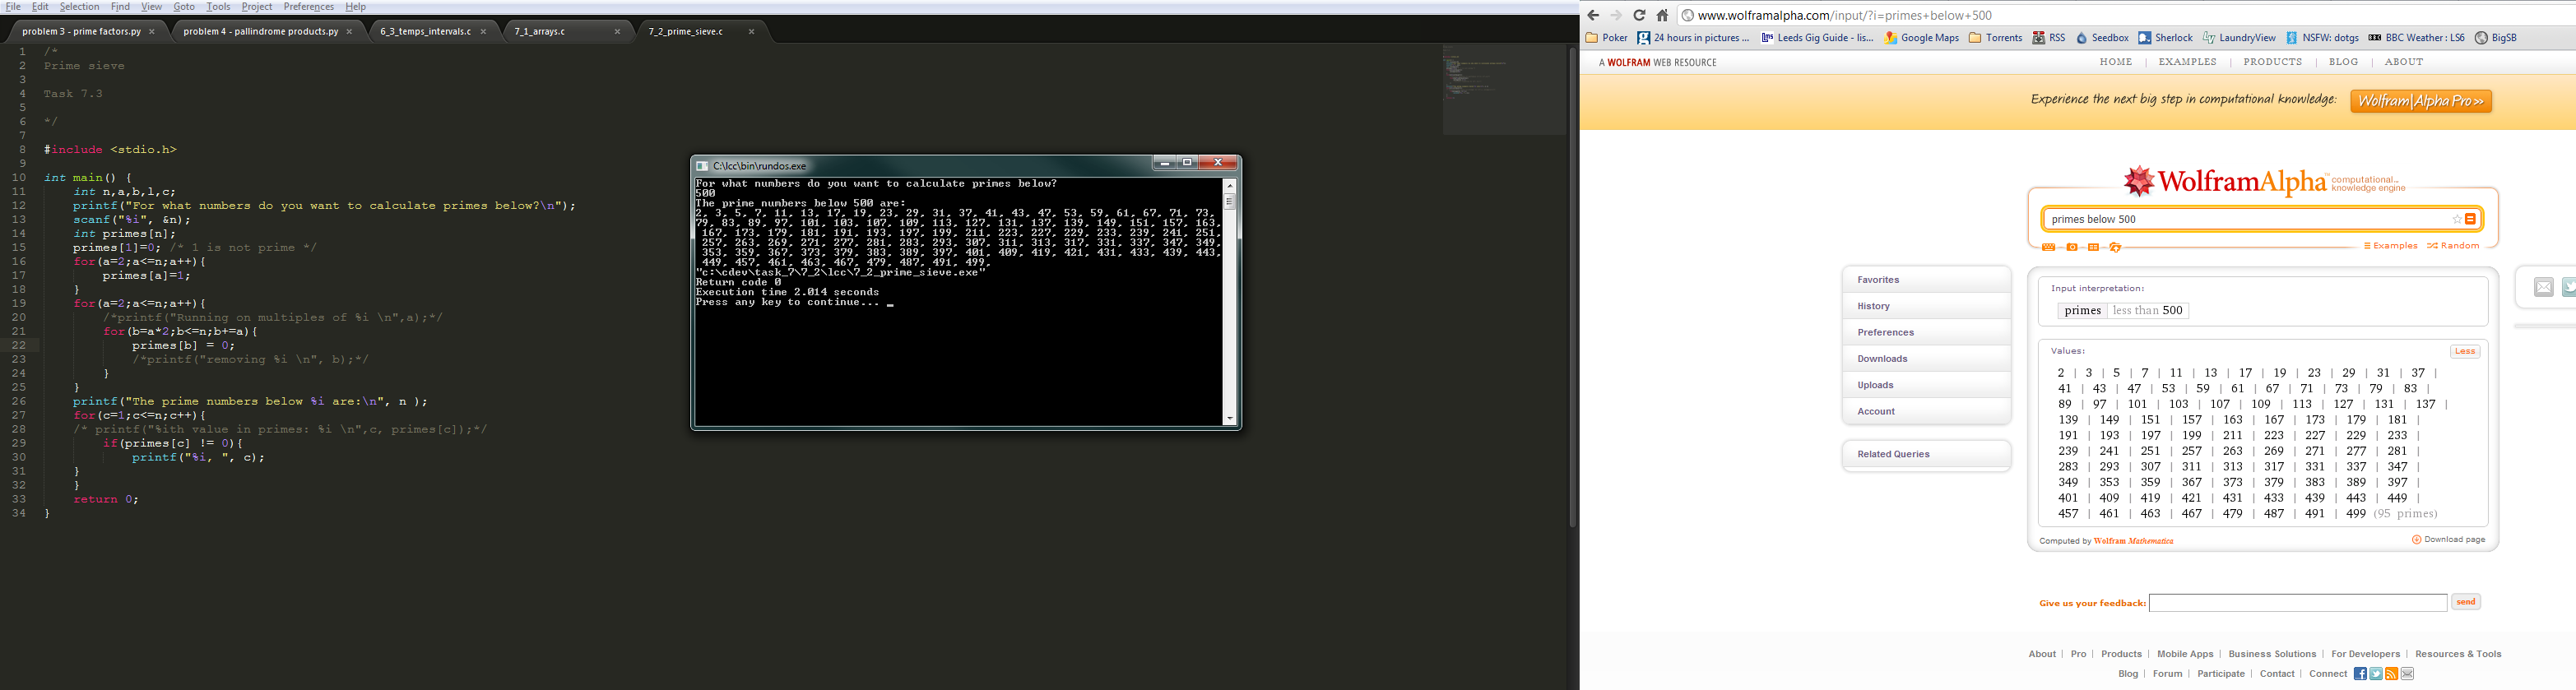 File Edit Selection Find View Goto Tools Project Preferences Help
problem 3 - prime factors.py × problem 4 - pallindrome products.py × 6_3_temps_intervals.c × 7_1_arrays.c × 7_2_prime_sieve.c ×
1 /*
2 Prime sieve
3
4 Task 7.3
5
6 */
7
8 #include <stdio.h>
9
10 int main() {
11 int n,a,b,l,c;
12 printf("For what numbers do you want to calculate primes below?\n");
13 scanf("%i", &n);
14 int primes[n];
15 primes[1]=0; /* 1 is not prime */
16 for(a=2;a<=n;a++){
17 primes[a]=1;
18 }
19 for(a=2;a<=n;a++){
20 /*printf("Running on multiples of %i \n",a);*/
21 for(b=a*2;b<=n;b+=a){
22 primes[b] = 0;
23 /*printf("removing %i \n", b);*/
24 }
25 }
26 printf("The prime numbers below %i are:\n", n );
27 for(c=1;c<=n;c++){
28 /* printf("%ith value in primes: %i \n",c, primes[c]);*/
29 if(primes[c] != 0){
30 printf("%i, ", c);
31 }
32 }
33 return 0;
34 }
C:\lcc\bin\rundos.exe
For what numbers do you want to calculate primes below?
500
The prime numbers below 500 are:
2, 3, 5, 7, 11, 13, 17, 19, 23, 29, 31, 37, 41, 43, 47, 53, 59, 61, 67, 71, 73,
79, 83, 89, 97, 101, 103, 107, 109, 113, 127, 131, 137, 139, 149, 151, 157, 163,
167, 173, 179, 181, 191, 193, 197, 199, 211, 223, 227, 229, 233, 239, 241, 251,
257, 263, 269, 271, 277, 281, 283, 293, 307, 311, 313, 317, 331, 337, 347, 349,
353, 359, 367, 373, 379, 383, 389, 397, 401, 409, 419, 421, 431, 433, 439, 443,
449, 457, 461, 463, 467, 479, 487, 491, 499,
"c:\cdev\task_7\7_2\lcc\7_2_prime_sieve.exe"
Return code 0
Execution time 2.014 seconds
Press any key to continue... _
www.wolframalpha.com/input/?i=primes+below+500
Poker 24 hours in pictures ... Leeds Gig Guide - lis... Google Maps Torrents RSS Seedbox Sherlock LaundryView NSFW: dotgs BBC Weather : LS6 BigSB
A WOLFRAM WEB RESOURCE
HOME | EXAMPLES | PRODUCTS | BLOG | ABOUT
Experience the next big step in computational knowledge: Wolfram|Alpha Pro >>
WolframAlpha computational... knowledge engine
primes below 500
Examples Random
Favorites
History
Preferences
Downloads
Uploads
Account
Related Queries
Input interpretation:
primes less than 500
Values:
Less
2 | 3 | 5 | 7 | 11 | 13 | 17 | 19 | 23 | 29 | 31 | 37 |
41 | 43 | 47 | 53 | 59 | 61 | 67 | 71 | 73 | 79 | 83 |
89 | 97 | 101 | 103 | 107 | 109 | 113 | 127 | 131 | 137 |
139 | 149 | 151 | 157 | 163 | 167 | 173 | 179 | 181 |
191 | 193 | 197 | 199 | 211 | 223 | 227 | 229 | 233 |
239 | 241 | 251 | 257 | 263 | 269 | 271 | 277 | 281 |
283 | 293 | 307 | 311 | 313 | 317 | 331 | 337 | 347 |
349 | 353 | 359 | 367 | 373 | 379 | 383 | 389 | 397 |
401 | 409 | 419 | 421 | 431 | 433 | 439 | 443 | 449 |
457 | 461 | 463 | 467 | 479 | 487 | 491 | 499 (95 primes)
Computed by Wolfram Mathematica
Download page
Give us your feedback: send
About | Pro | Products | Mobile Apps | Business Solutions | For Developers | Resources & Tools
Blog | Forum | Participate | Contact | Connect